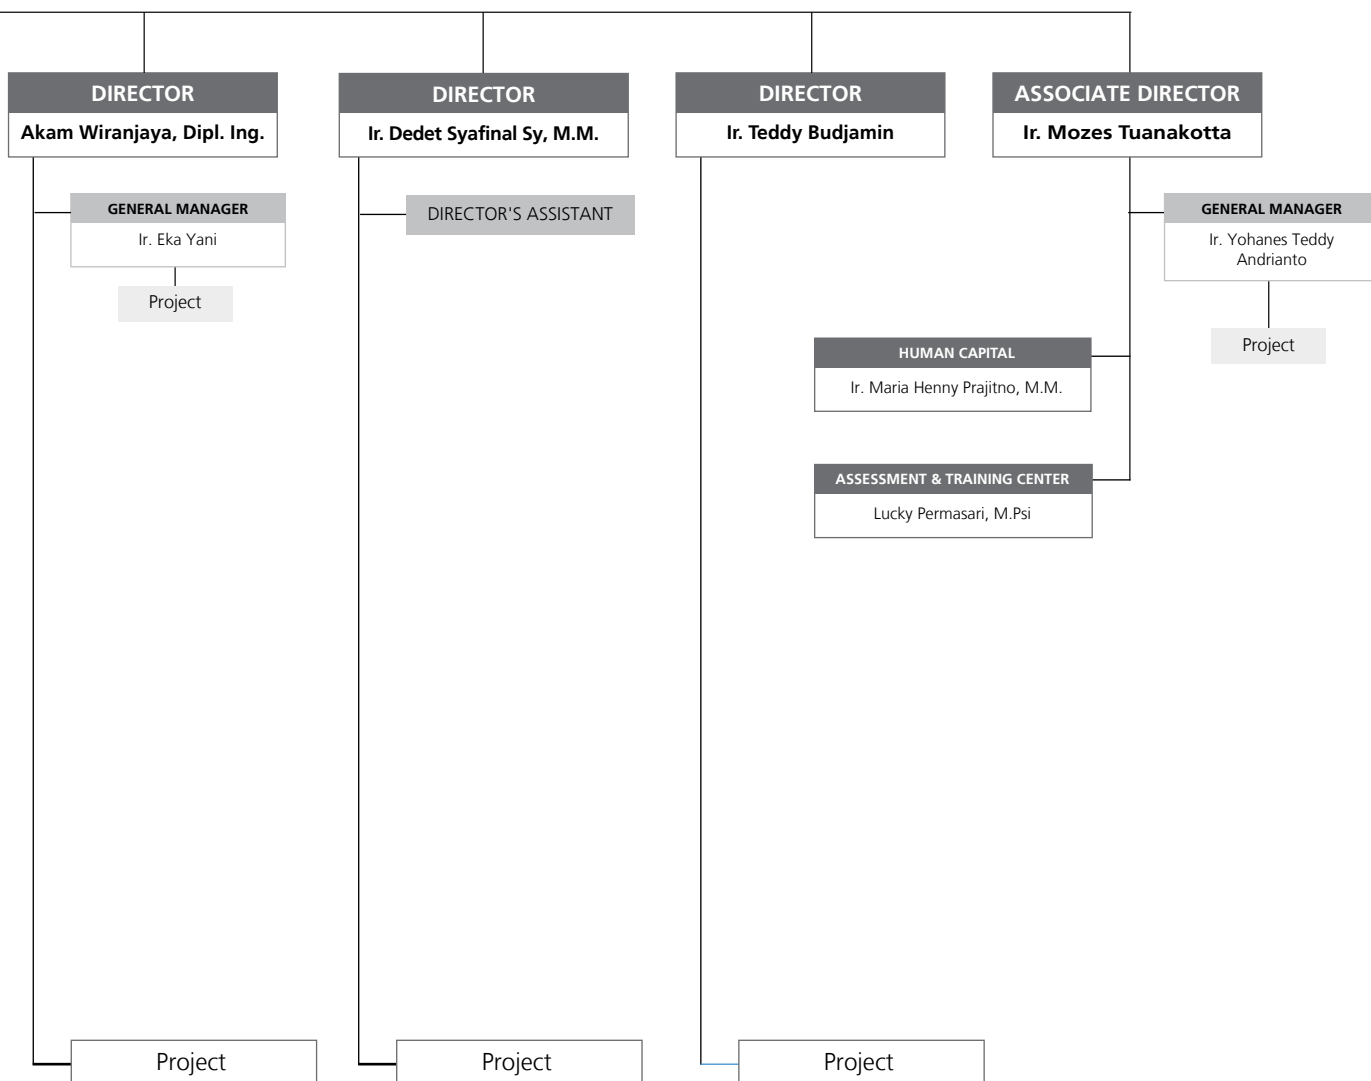 DIRECTOR
Akam Wiranjaya, Dipl. Ing.
GENERAL MANAGER
Ir. Eka Yani
Project
Project
DIRECTOR
Ir. Dedet Syafinal Sy, M.M.
DIRECTOR'S ASSISTANT
Project
DIRECTOR
Ir. Teddy Budjamin
Project
ASSOCIATE DIRECTOR
Ir. Mozes Tuanakotta
GENERAL MANAGER
Ir. Yohanes Teddy
Andrianto
Project
HUMAN CAPITAL
Ir. Maria Henny Prajitno, M.M.
ASSESSMENT & TRAINING CENTER
Lucky Permasari, M.Psi